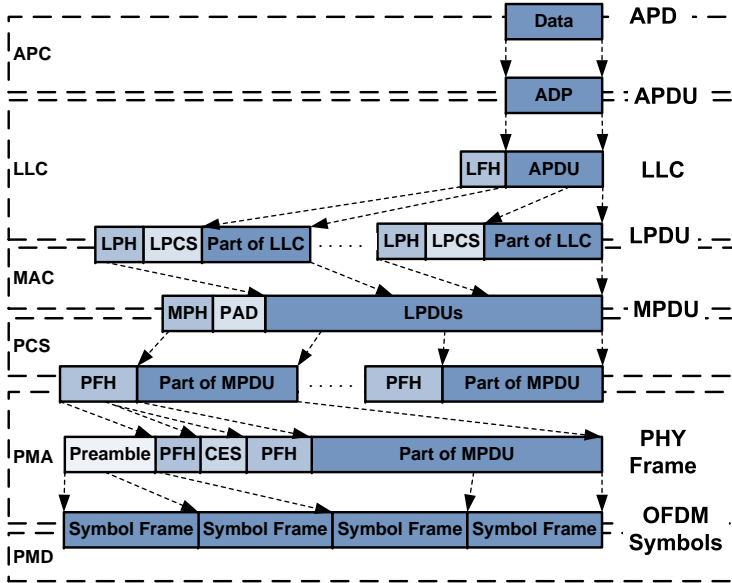 Data APD
APC
ADP APDU
LLC LFH APDU LLC
LPH LPCS Part of LLC . . . . . LPH LPCS Part of LLC LPDU
MAC
MPH PAD LPDUs MPDU
PCS
PFH Part of MPDU . . . . . PFH Part of MPDU
PMA Preamble PFH CES PFH Part of MPDU PHY
Frame
Symbol Frame Symbol Frame Symbol Frame Symbol Frame OFDM
Symbols
PMD